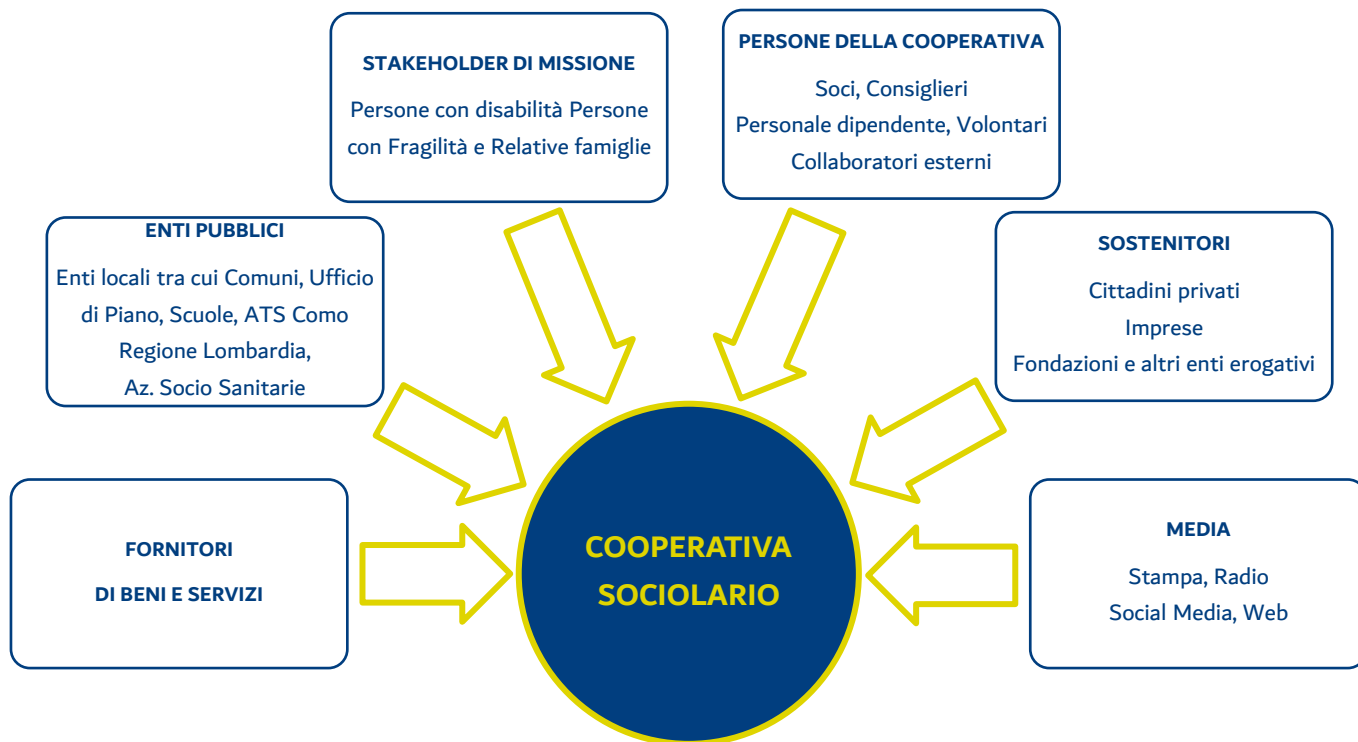 STAKEHOLDER DI MISSIONE
Persone con disabilità Persone
con Fragilità e Relative famiglie
PERSONE DELLA COOPERATIVA
Soci, Consiglieri
Personale dipendente, Volontari
Collaboratori esterni
ENTI PUBBLICI
Enti locali tra cui Comuni, Ufficio
di Piano, Scuole, ATS Como
Regione Lombardia,
Az. Socio Sanitarie
SOSTENITORI
Cittadini privati
Imprese
Fondazioni e altri enti erogativi
FORNITORI
DI BENI E SERVIZI
COOPERATIVA
SOCIOLARIO
MEDIA
Stampa, Radio
Social Media, Web